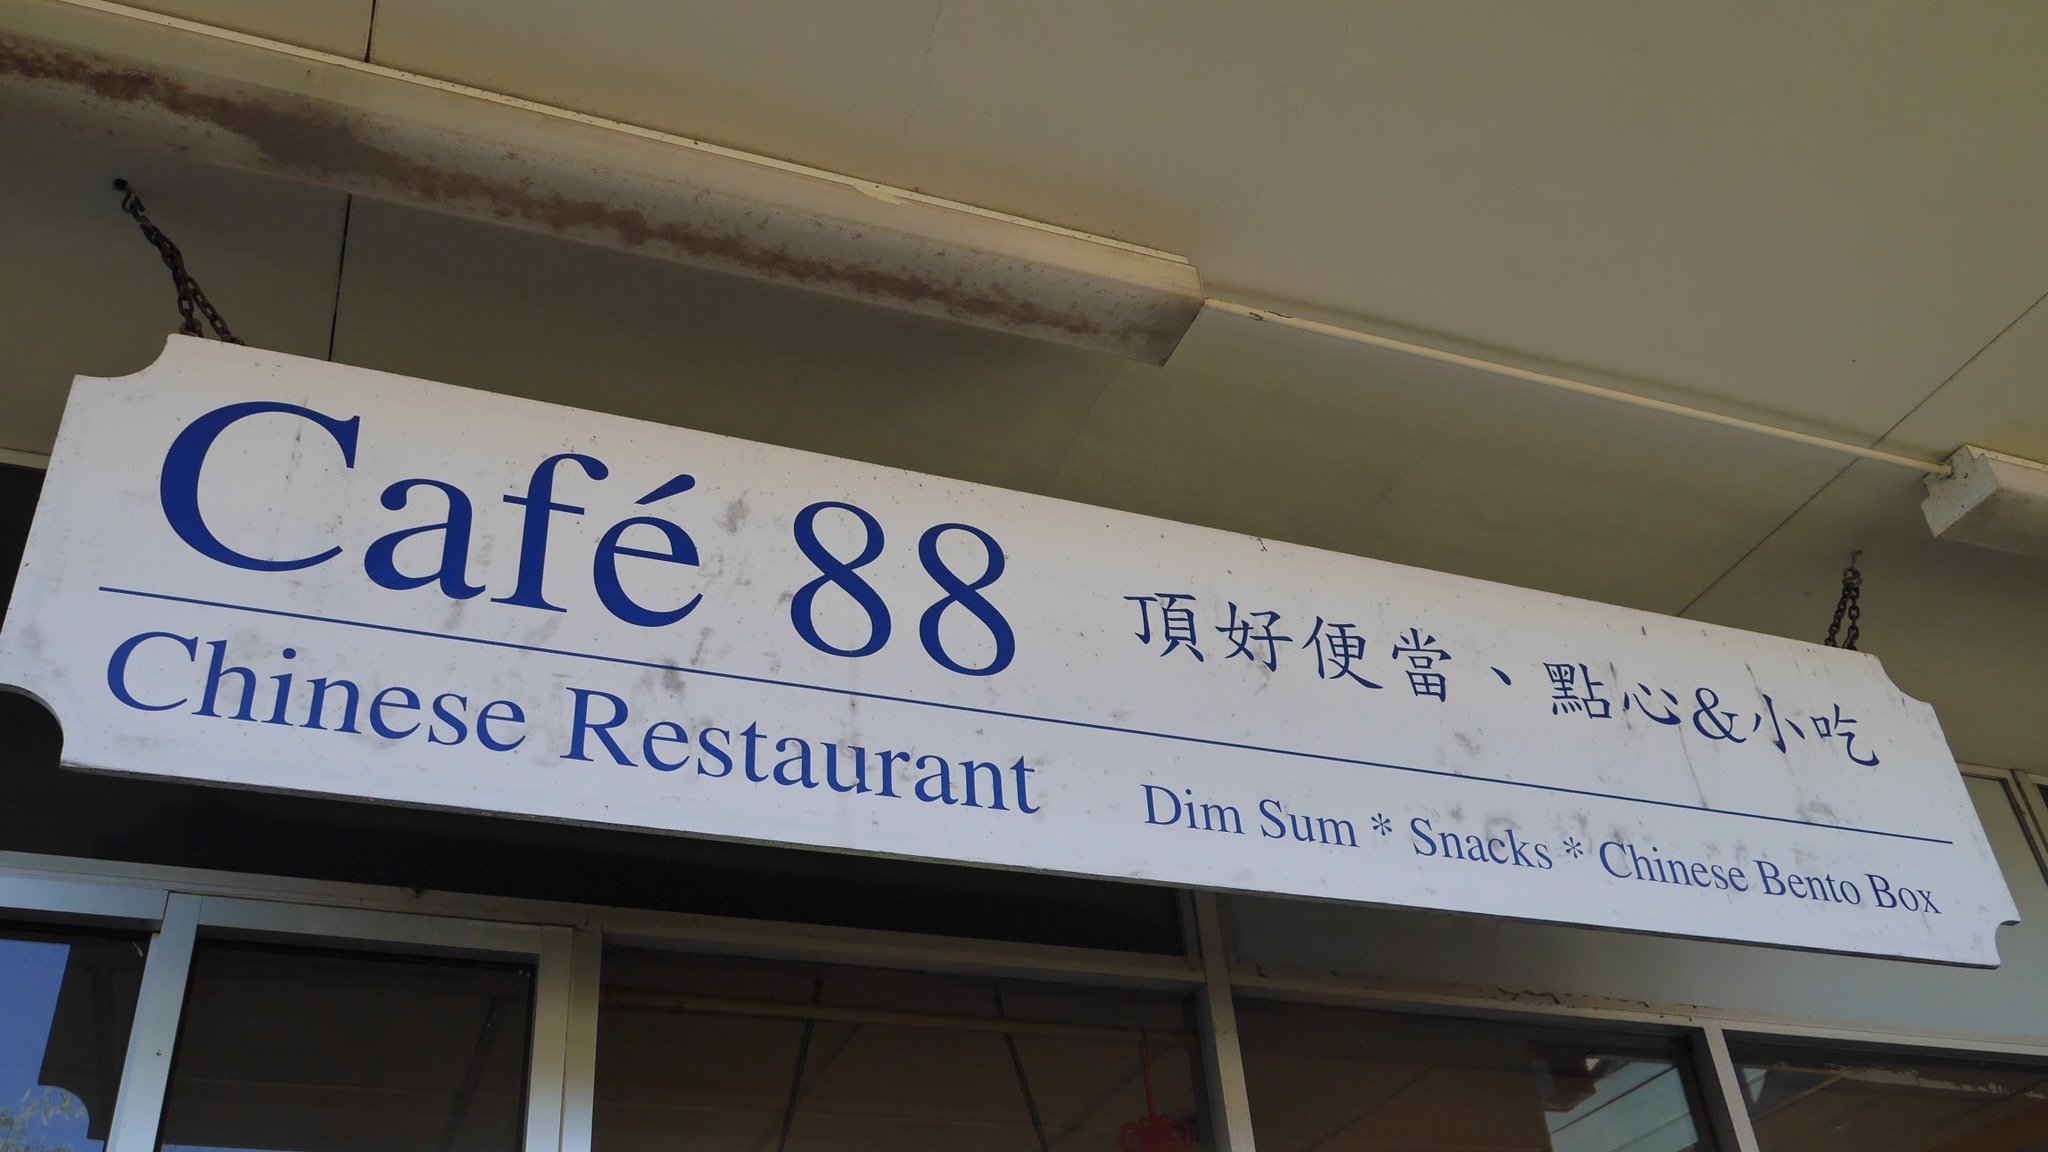 Café 88
頂好便當、點心&小吃
Chinese Restaurant
Dim Sum * Snacks * Chinese Bento Box